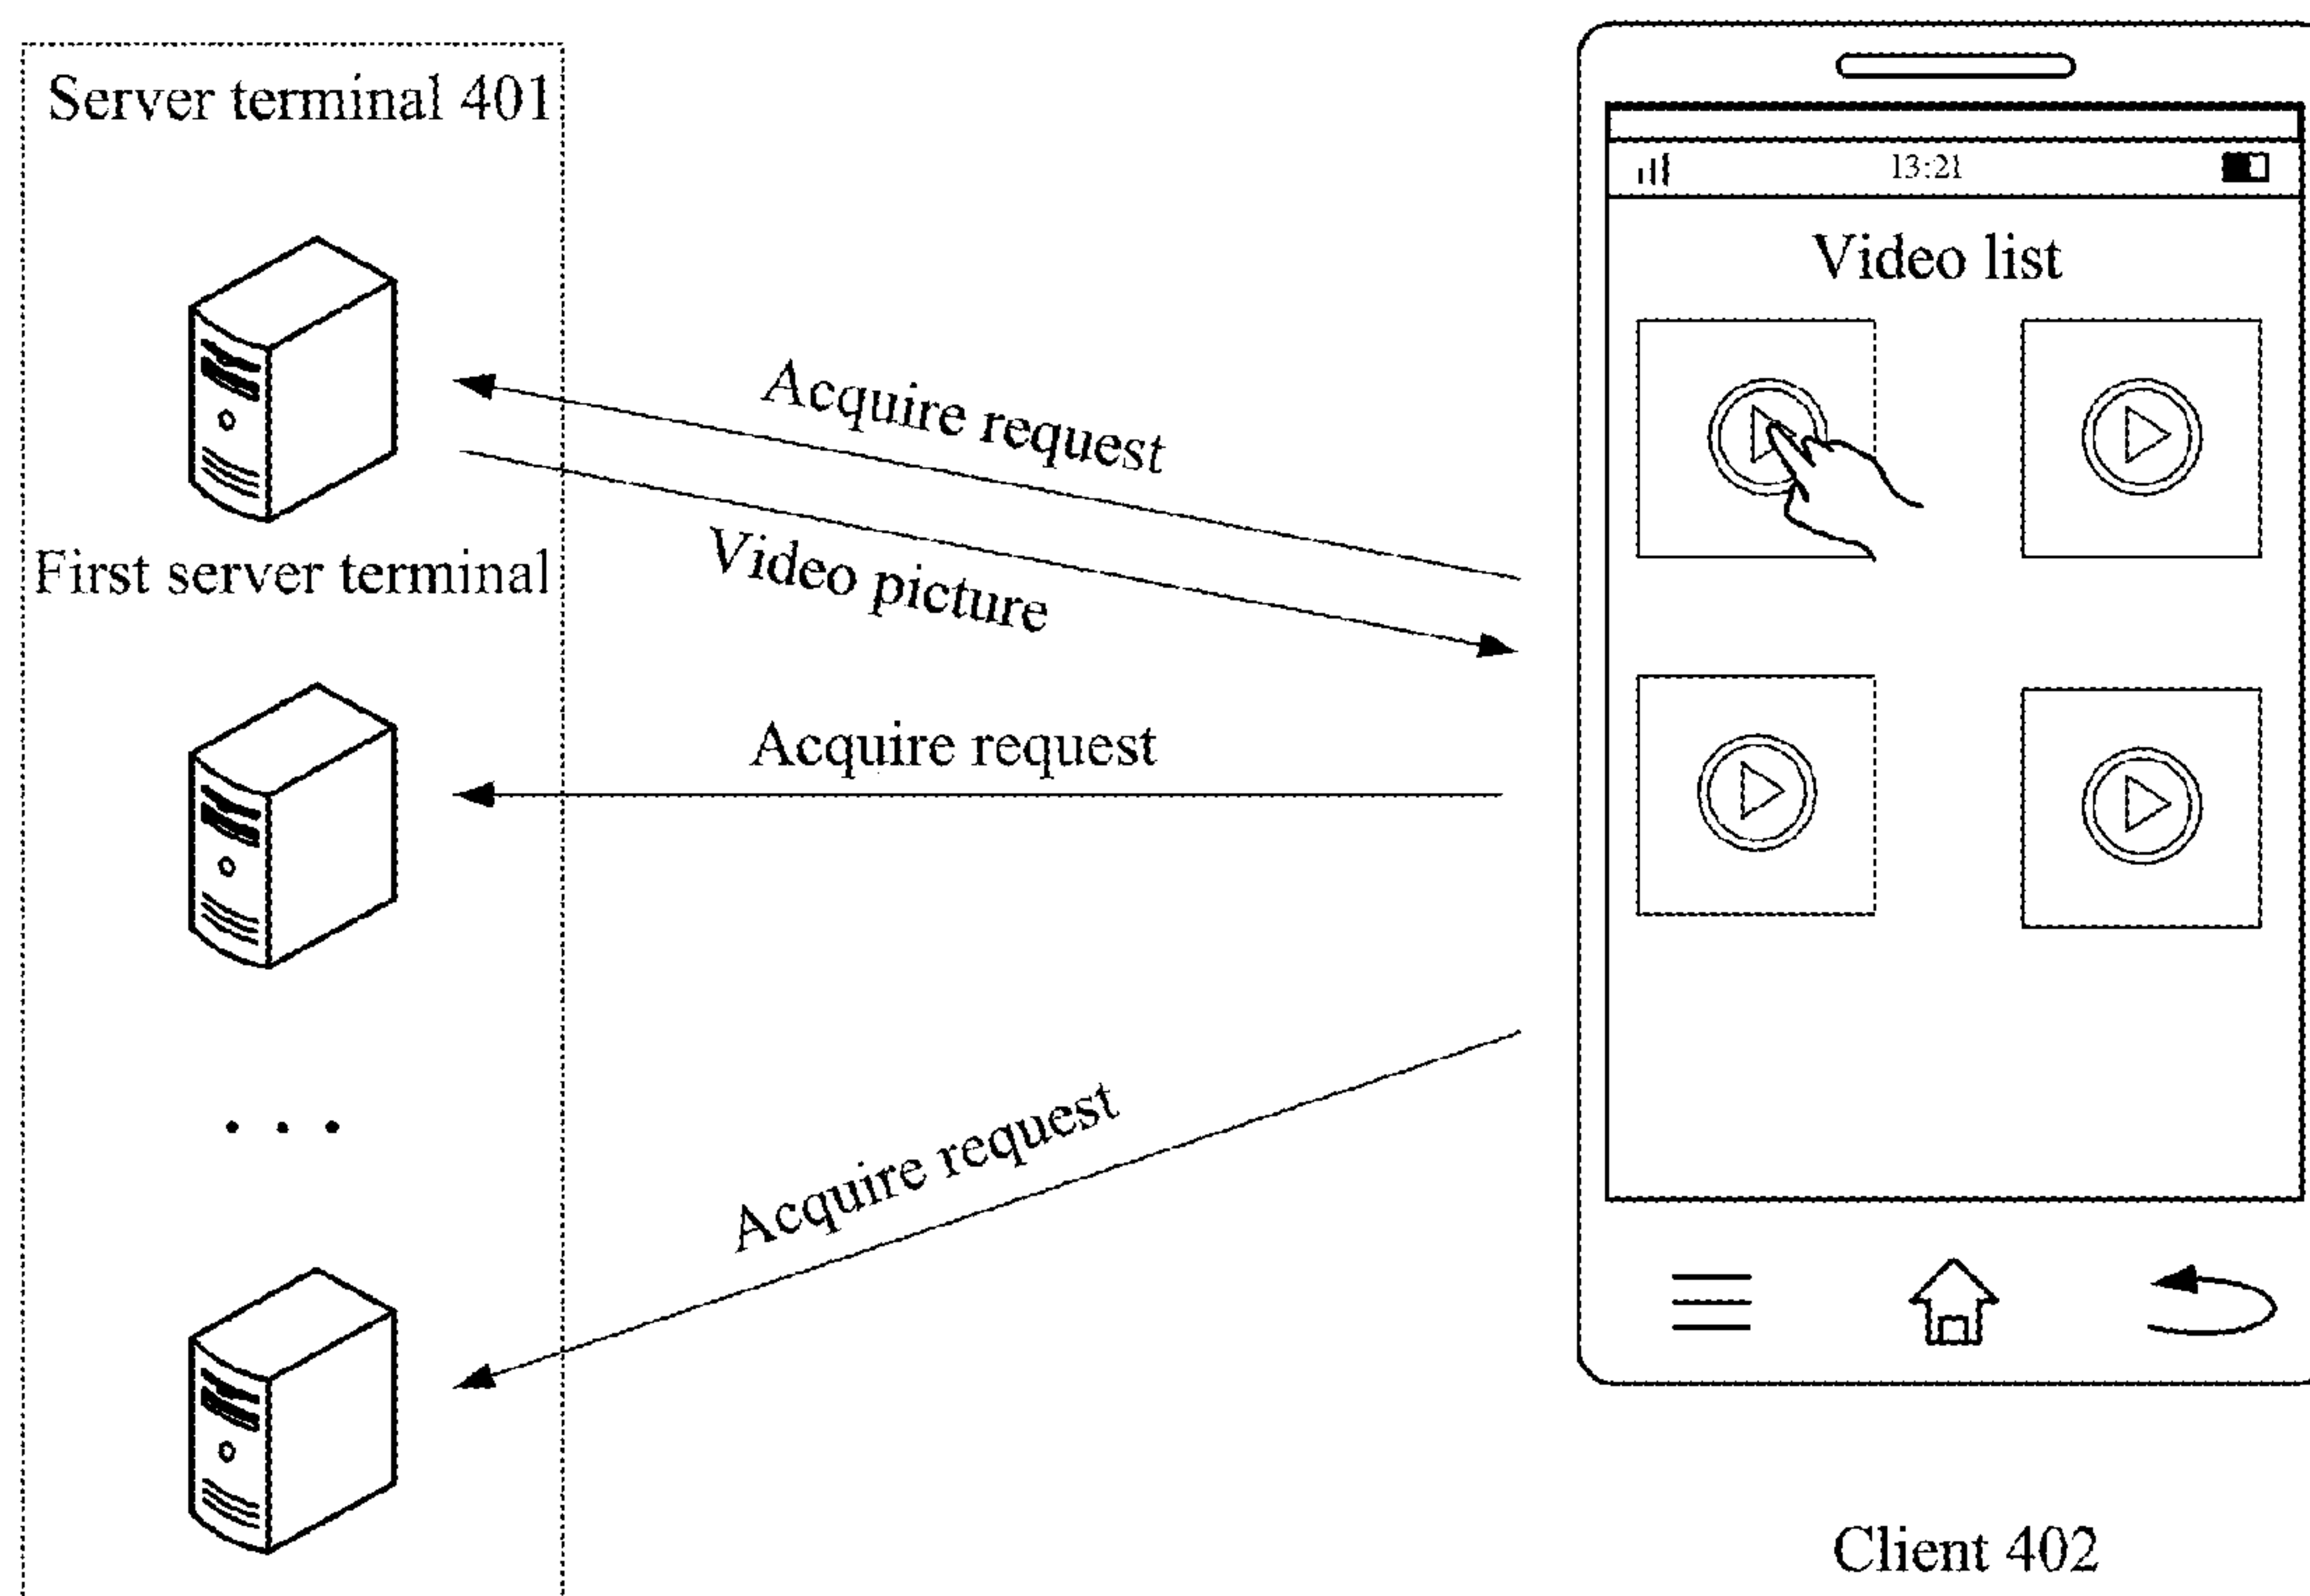 Server terminal 401
First server terminal
. . .
Acquire request
Video picture
Acquire request
Acquire request
13:21
Video list
Client 402